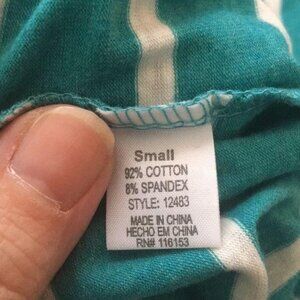 Small
92% COTTON
8% SPANDEX
STYLE: 12483
MADE IN CHINA
HECHO EM CHINA
RN# 116153